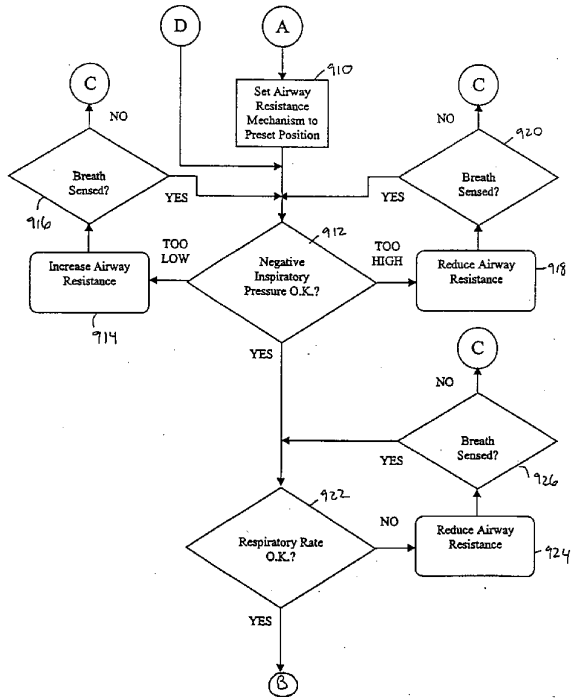 D
A
910
Set Airway
Resistance
Mechanism to
Preset Position
C
NO
Breath
Sensed?
YES
916
C
NO
920
Breath
Sensed?
YES
TOO
LOW
912
Negative
Inspiratory
Pressure O.K.?
TOO
HIGH
Increase Airway
Resistance
914
Reduce Airway
Resistance
918
YES
C
NO
Breath
Sensed?
YES
926
922
Respiratory Rate
O.K.?
NO
Reduce Airway
Resistance
924
YES
B